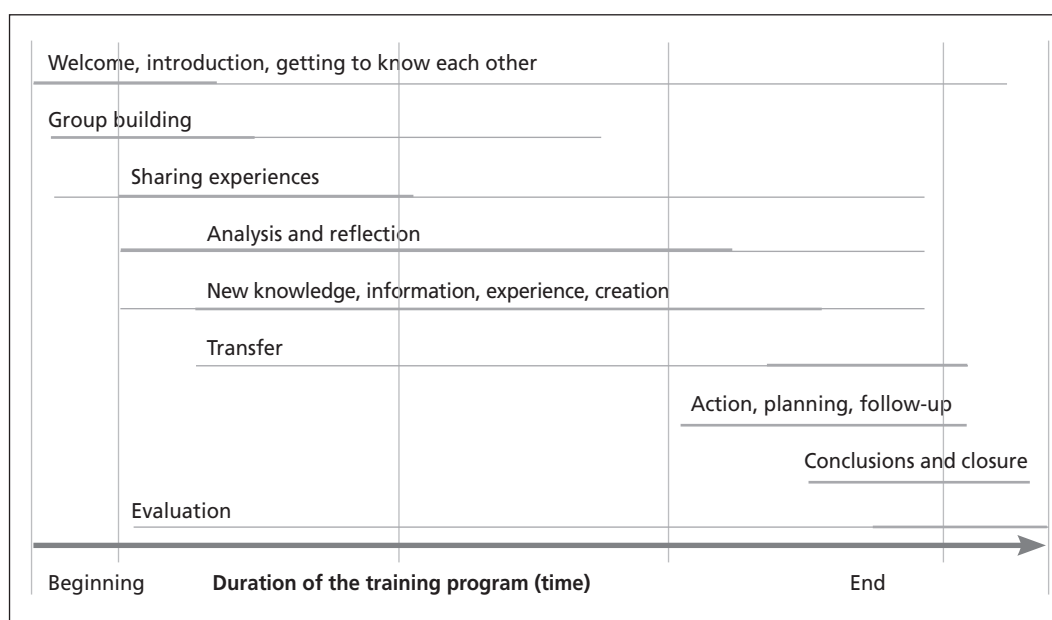 Welcome, introduction, getting to know each other
Group building
Sharing experiences
Analysis and reflection
New knowledge, information, experience, creation
Transfer
Action, planning, follow-up
Conclusions and closure
Evaluation
Beginning Duration of the training program (time) End